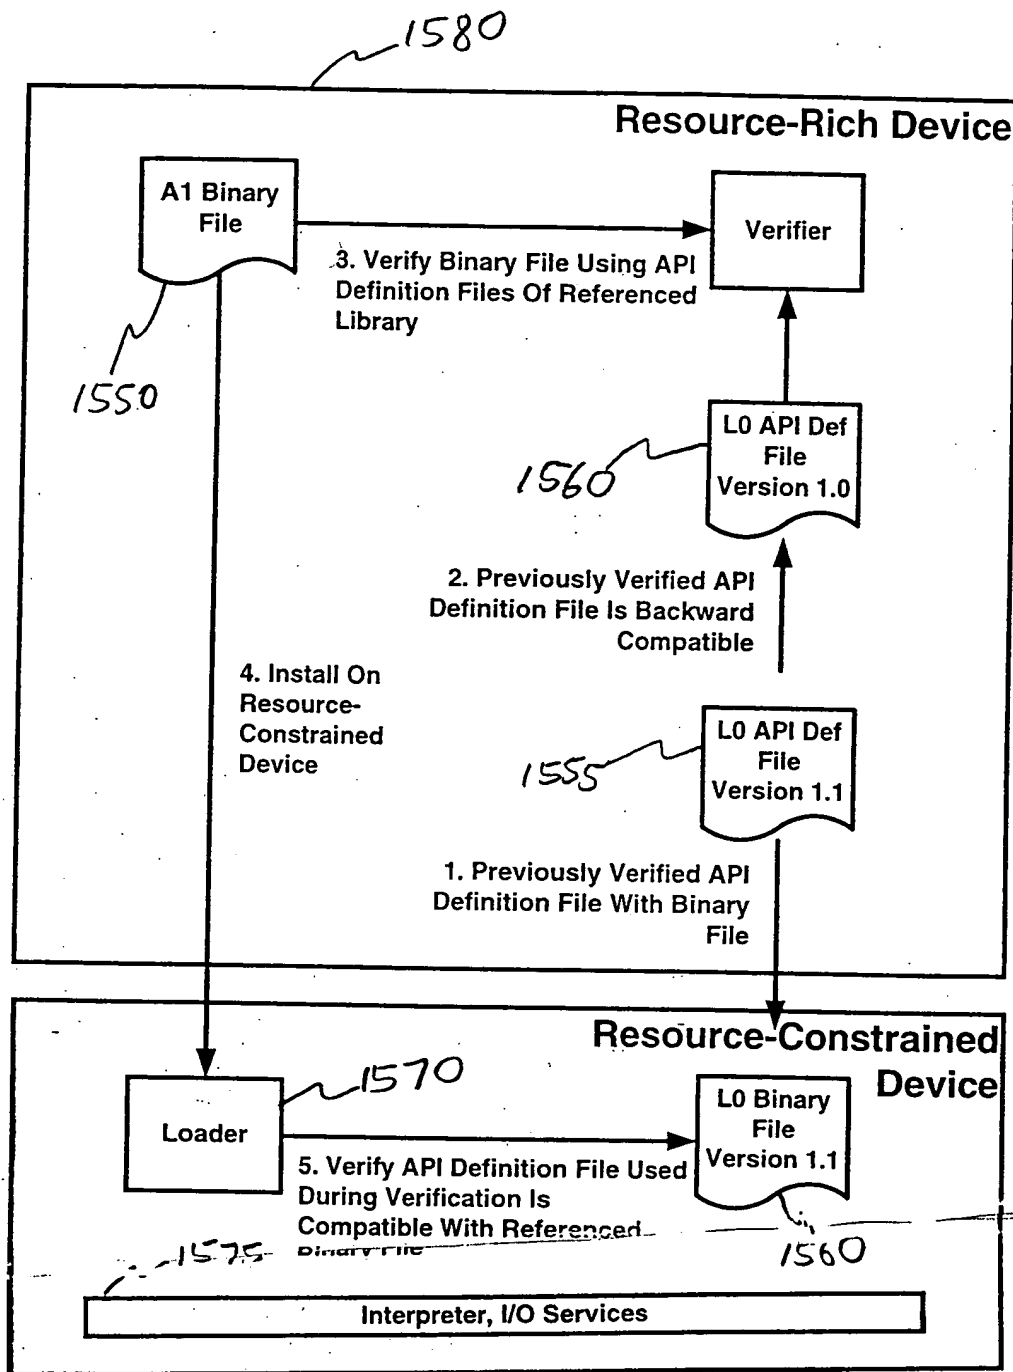 1580
Resource-Rich Device
A1 Binary
File
Verifier
3. Verify Binary File Using API
Definition Files Of Referenced
Library
1550
L0 API Def
File
Version 1.0
1560
2. Previously Verified API
Definition File Is Backward
Compatible
4. Install On
Resource-
Constrained
Device
L0 API Def
File
Version 1.1
1555
1. Previously Verified API
Definition File With Binary
File
Resource-Constrained
Device
Loader
1570
L0 Binary
File
Version 1.1
5. Verify API Definition File Used
During Verification Is
Compatible With Referenced
Binary File
1575
1560
Interpreter, I/O Services